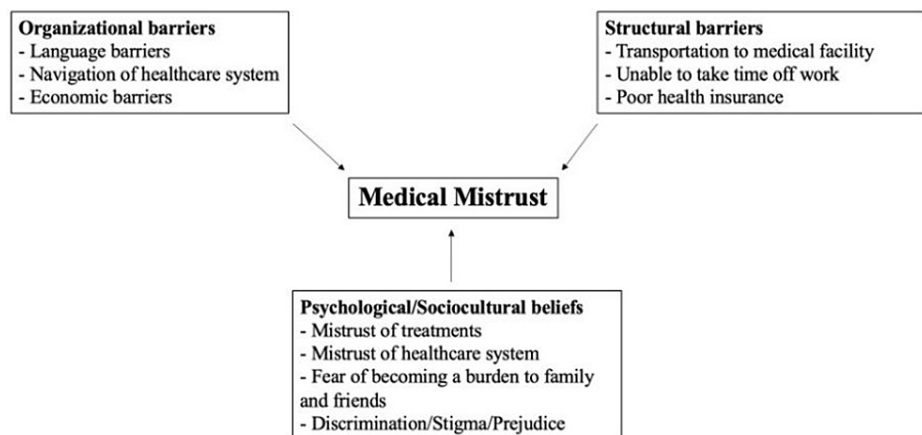 Organizational barriers
- Language barriers
- Navigation of healthcare system
- Economic barriers
Structural barriers
- Transportation to medical facility
- Unable to take time off work
- Poor health insurance
Medical Mistrust
Psychological/Sociocultural beliefs
- Mistrust of treatments
- Mistrust of healthcare system
- Fear of becoming a burden to family
and friends
- Discrimination/Stigma/Prejudice